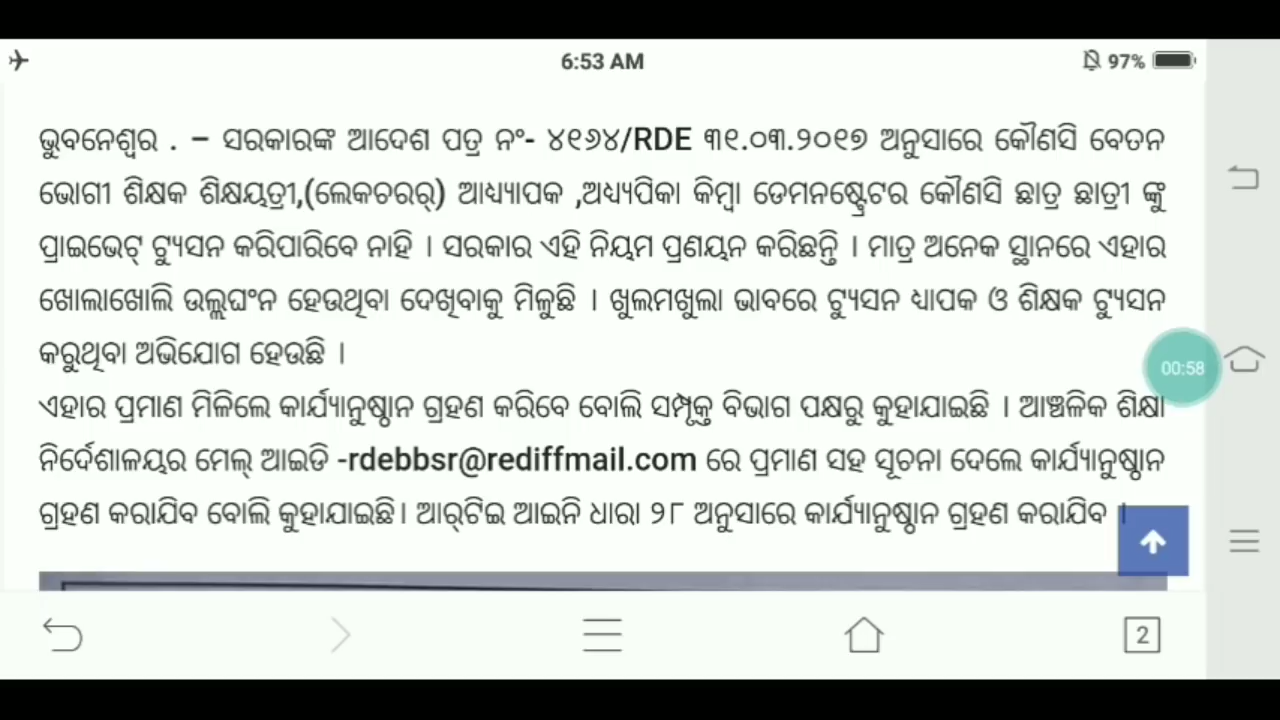 6:53 AM
97%
ଭୁବନେଶ୍ୱର . – ସରକାରଙ୍କ ଆଦେଶ ପତ୍ର ନଂ- ୪୧୬୪/RDE ୩୧.୦୩.୨୦୧୭ ଅନୁସାରେ କୌଣସି ବେତନ
ଭୋଗୀ ଶିକ୍ଷକ ଶିକ୍ଷୟତ୍ରୀ,(ଲେକଚରର୍) ଆଧ୍ୟାପକ ,ଅଧ୍ୟପିକା କିମ୍ବା ଡେମନଷ୍ଟ୍ରେଟର କୌଣସି ଛାତ୍ର ଛାତ୍ରୀ ଙ୍କୁ
ପ୍ରାଇଭେଟ୍ ଟ୍ୟୁସନ କରିପାରିବେ ନାହି । ସରକାର ଏହି ନିୟମ ପ୍ରଣୟନ କରିଛନ୍ତି । ମାତ୍ର ଅନେକ ସ୍ଥାନରେ ଏହାର
ଖୋଲାଖୋଲି ଉଲ୍ଲଘଂନ ହେଉଥିବା ଦେଖିବାକୁ ମିଳୁଛି । ଖୁଲମଖୁଲା ଭାବରେ ଟ୍ୟୁସନ ଧ୍ୟାପକ ଓ ଶିକ୍ଷକ ଟ୍ୟୁସନ
କରୁଥିବା ଅଭିଯୋଗ ହେଉଛି ।
ଏହାର ପ୍ରମାଣ ମିଳିଲେ କାର୍ଯ୍ୟାନୁଷ୍ଠାନ ଗ୍ରହଣ କରିବେ ବୋଲି ସମ୍ପୃକ୍ତ ବିଭାଗ ପକ୍ଷରୁ କୁହାଯାଇଛି । ଆଞ୍ଚଳିକ ଶିକ୍ଷା
ନିର୍ଦେଶାଳୟର ମେଲ୍ ଆଇଡି -rdebbsr@rediffmail.com ରେ ପ୍ରମାଣ ସହ ସୂଚନା ଦେଲେ କାର୍ଯ୍ୟାନୁଷ୍ଠାନ
ଗ୍ରହଣ କରାଯିବ ବୋଲି କୁହାଯାଇଛି। ଆର୍‌ଟିଇ ଆଇନି ଧାରା ୨୮ ଅନୁସାରେ କାର୍ଯ୍ୟାନୁଷ୍ଠାନ ଗ୍ରହଣ କରାଯିବ ।
00:58
2